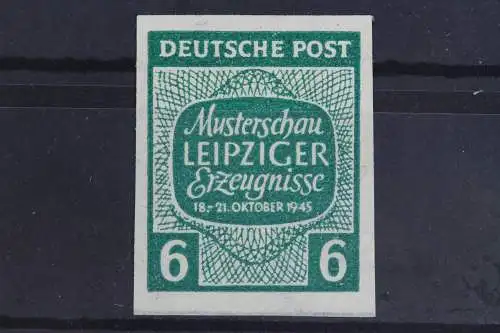 DEUTSCHE POST
Musterschau
LEIPZIGER
Erzeugnisse
18.-21. OKTOBER 1945
6 6